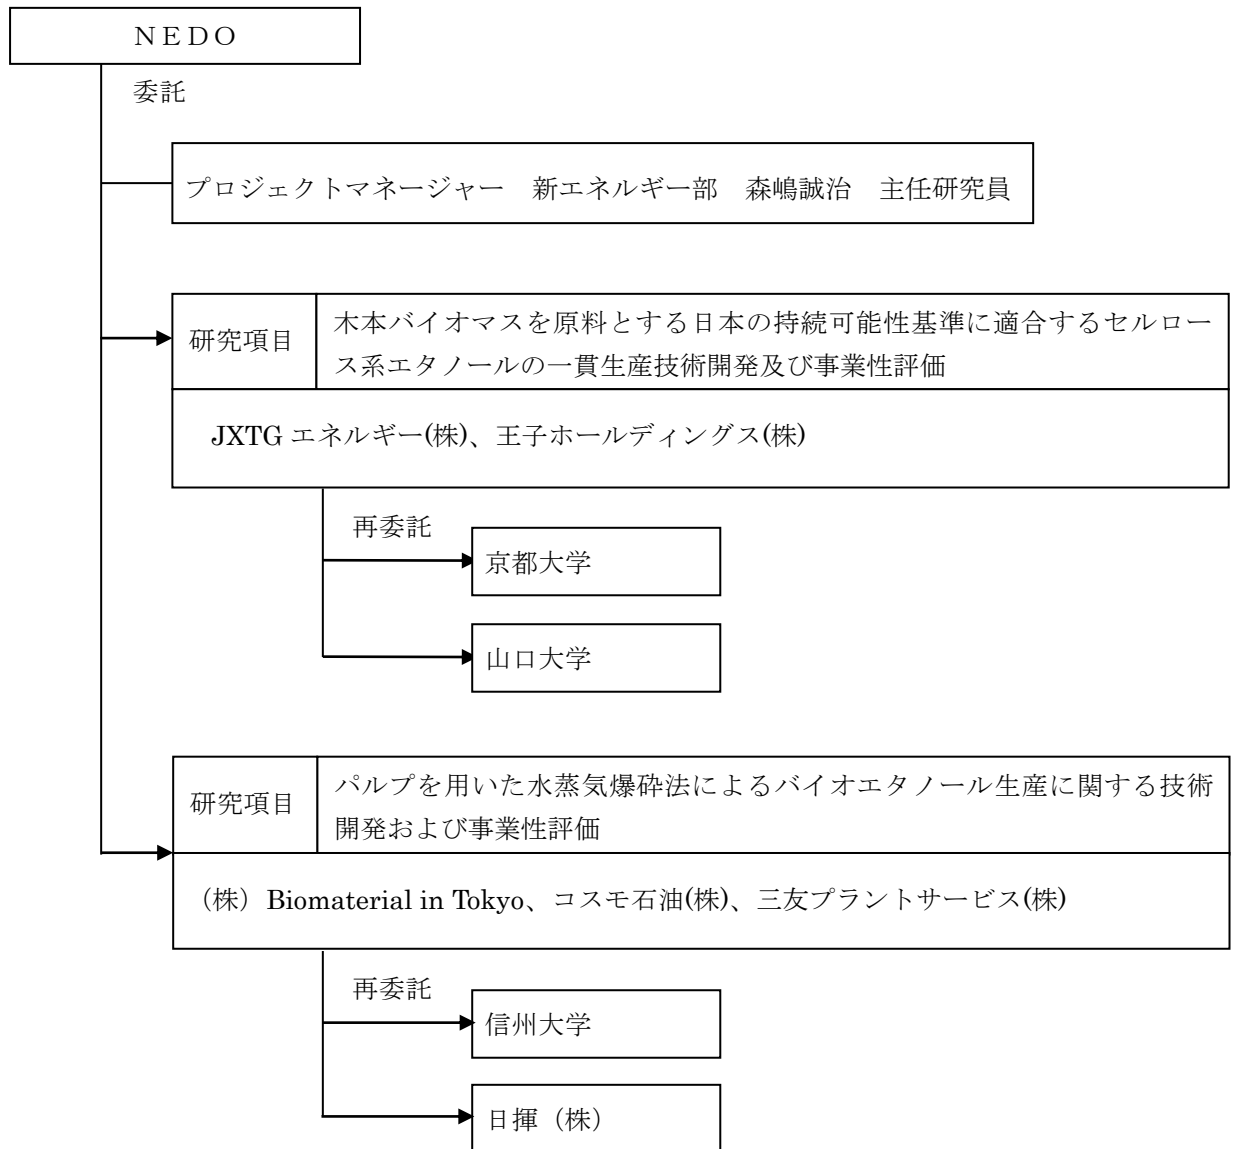 ＮＥＤＯ
委託
プロジェクトマネージャー　新エネルギー部　森嶋誠治　主任研究員
研究項目
木本バイオマスを原料とする日本の持続可能性基準に適合するセルロー
ス系エタノールの一貫生産技術開発及び事業性評価
JXTG エネルギー(株)、王子ホールディングス(株)
再委託
京都大学
山口大学
研究項目
パルプを用いた水蒸気爆砕法によるバイオエタノール生産に関する技術
開発および事業性評価
（株）Biomaterial in Tokyo、コスモ石油(株)、三友プラントサービス(株)
再委託
信州大学
日揮（株）